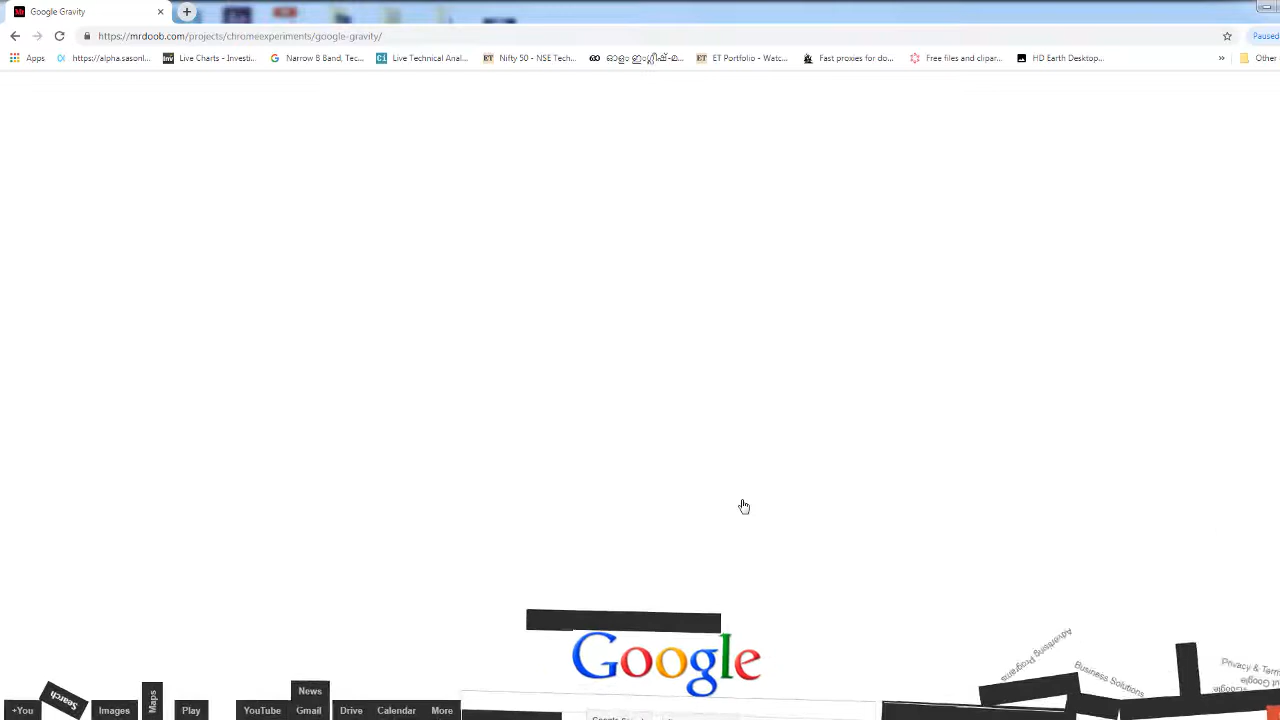 Google Gravity
https://mrdoob.com/projects/chromeexperiments/google-gravity/
Paused
Apps
https://alpha.sasonl...
Live Charts - Investi...
Narrow B Band, Tec...
Live Technical Anal...
Nifty 50 - NSE Tech...
ഓളം ഇംഗ്ലീഷ്-മ...
ET Portfolio - Watc...
Fast proxies for do...
Free files and clipar...
HD Earth Desktop...
Other
Google
Advertising Programs
Business Solutions
Privacy & Tern
+You
Search
Images
Maps
Play
YouTube
News
Gmail
Drive
Calendar
More